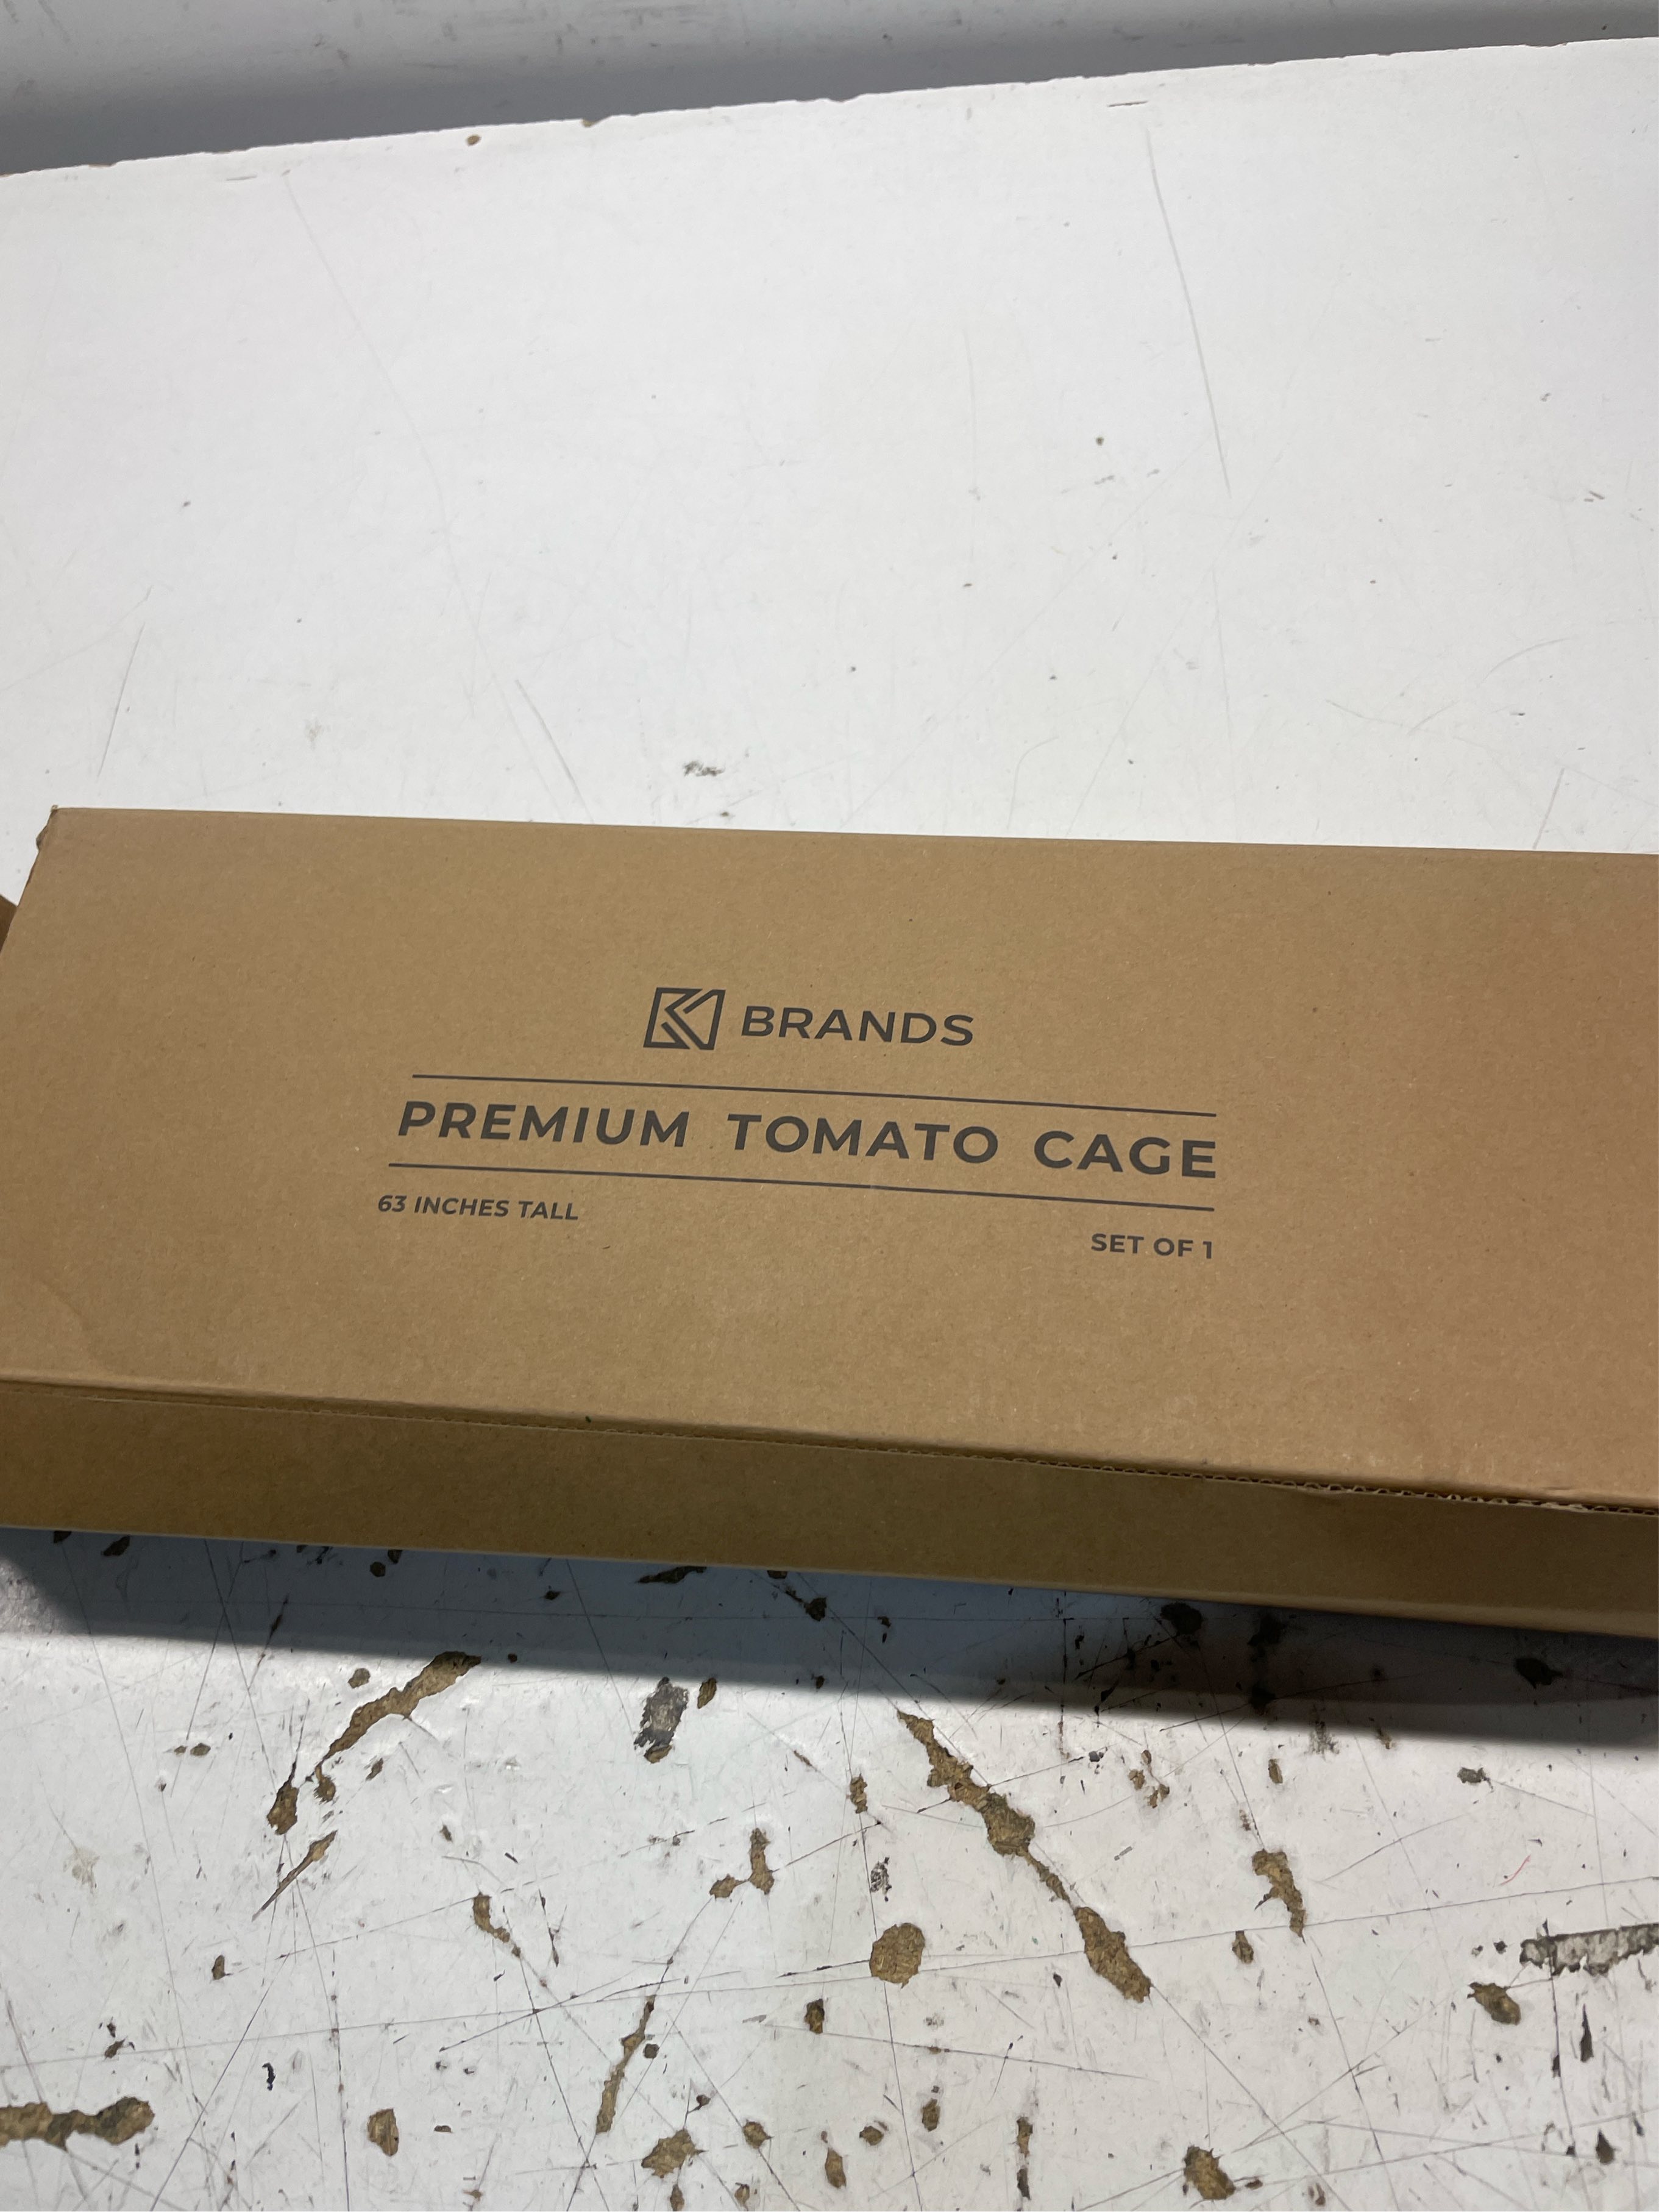 K BRANDS
PREMIUM TOMATO CAGE
63 INCHES TALL
SET OF 1